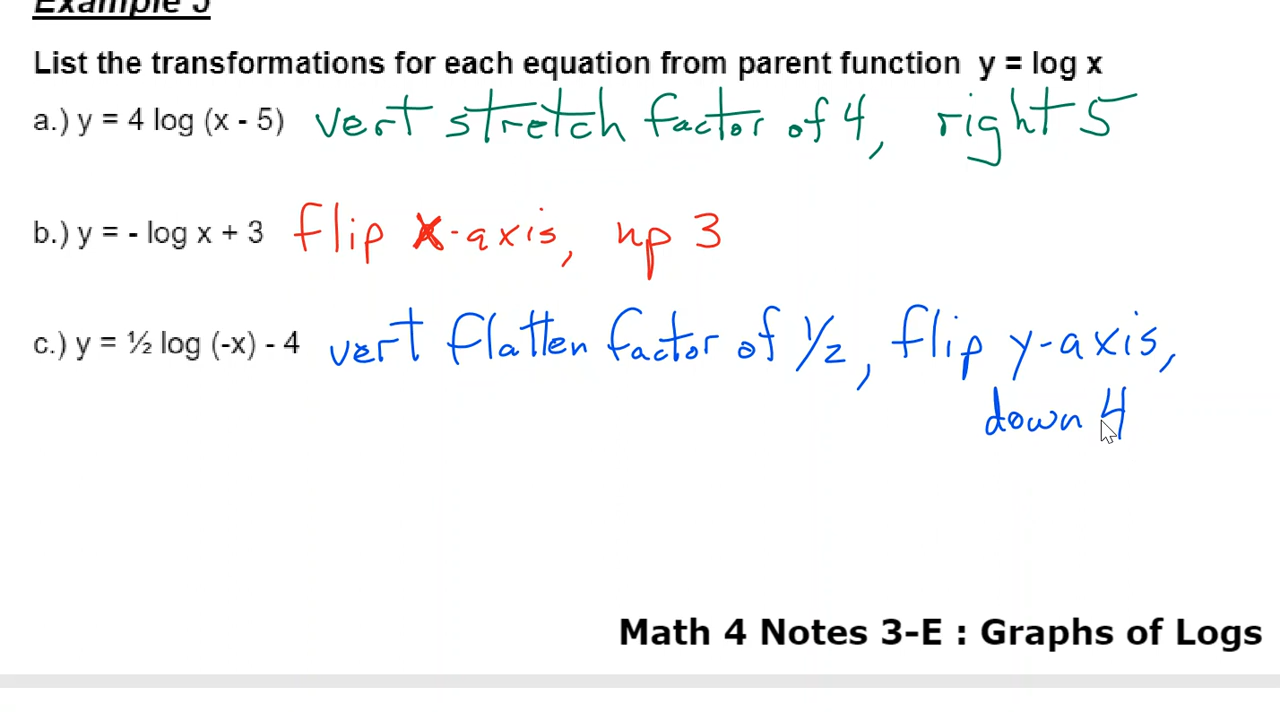 Example 5
List the transformations for each equation from parent function y = log x
a.) y = 4 log (x - 5) vert stretch factor of 4, right 5
b.) y = - log x + 3 flip x-axis, up 3
c.) y = ½ log (-x) - 4 vert flatten factor of 1/2, flip y-axis,
down 4
Math 4 Notes 3-E : Graphs of Logs